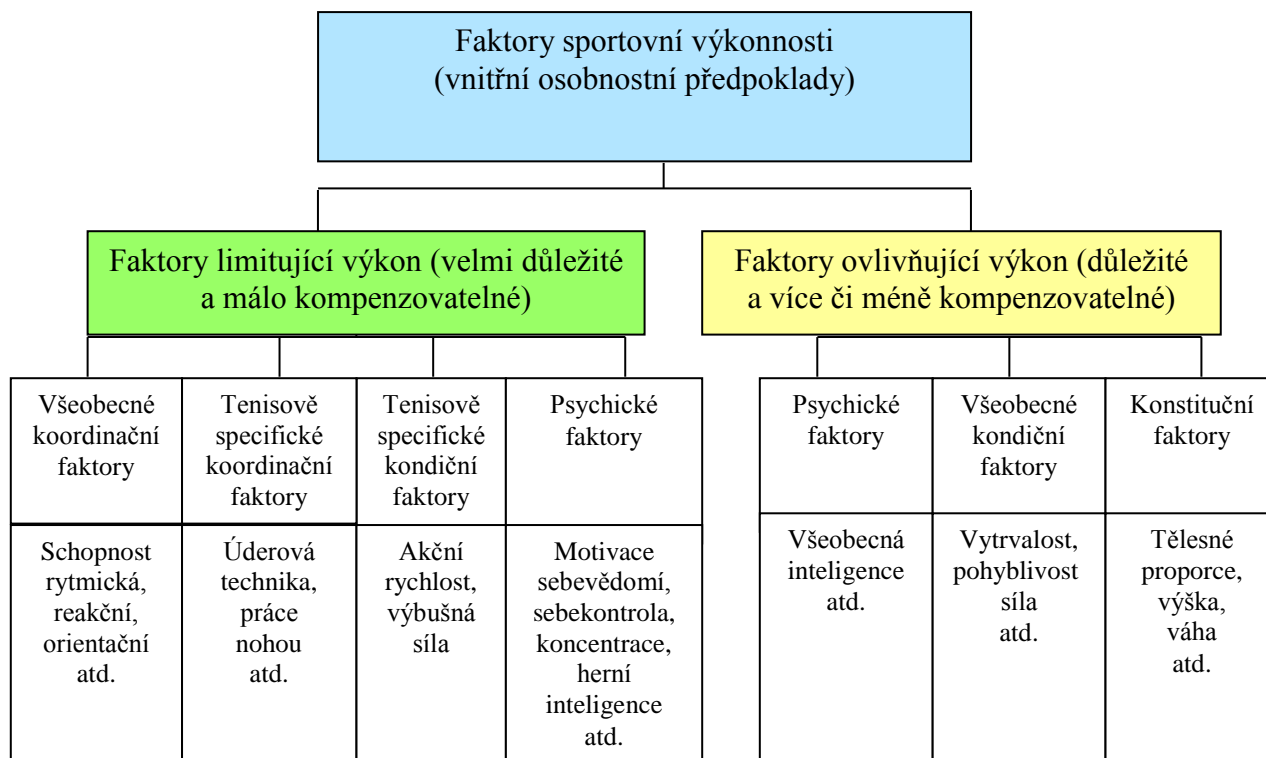 Faktory sportovní výkonnosti
(vnitřní osobnostní předpoklady)
Faktory limitující výkon (velmi důležité
a málo kompenzovatelné)
Faktory ovlivňující výkon (důležité
a více či méně kompenzovatelné)
Všeobecné
koordinační
faktory
Tenisově
specifické
koordinační
faktory
Tenisově
specifické
kondiční
faktory
Psychické
faktory
Psychické
faktory
Všeobecné
kondiční
faktory
Konstituční
faktory
Schopnost
rytmická,
reakční,
orientační
atd.
Úderová
technika,
práce
nohou
atd.
Akční
rychlost,
výbušná
síla
Motivace
sebevědomí,
sebekontrola,
koncentrace,
herní
inteligence
atd.
Všeobecná
inteligence
atd.
Vytrvalost,
pohyblivost
síla
atd.
Tělesné
proporce,
výška,
váha
atd.